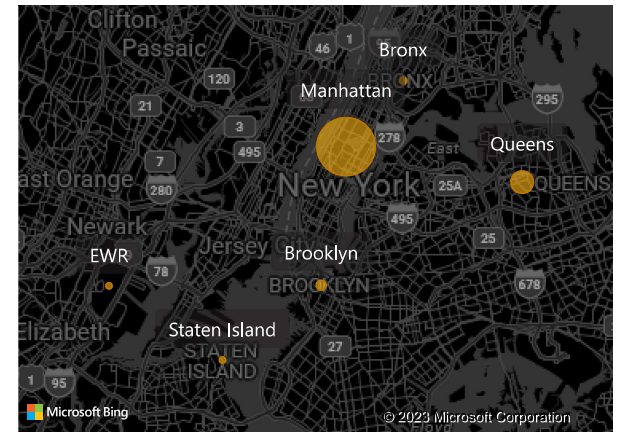 Clifton
Passaic
46
1
Bronx
120
BRONX
Manhattan
21
295
3
278
East
Queens
495
7
ast Orange
280
New York
25A
QUEENS
Newark
495
EWR
Jersey C
Brooklyn
25
78
BROOKLYN
678
Staten Island
Elizabeth
STATEN
ISLAND
27
1
95
Microsoft Bing
© 2023 Microsoft Corporation